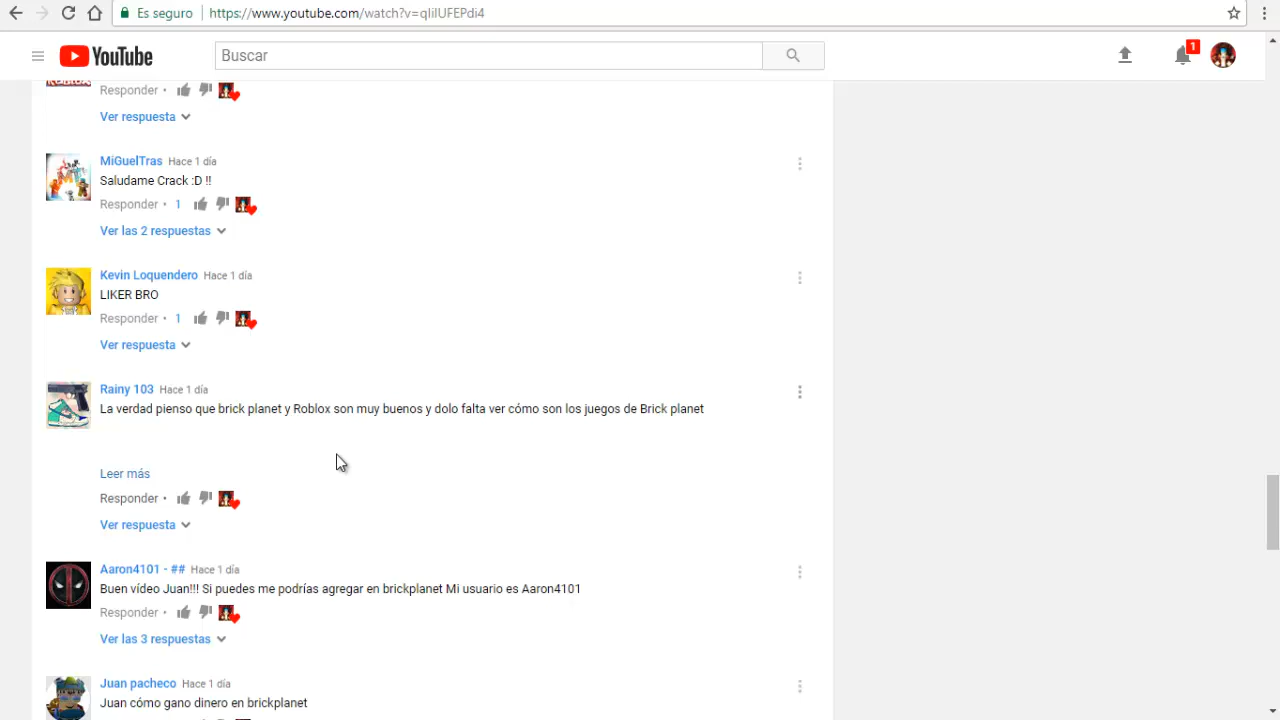 Es seguro https://www.youtube.com/watch?v=qIilUFEPdi4
YouTube
Buscar
1
Responder •
Ver respuesta
MiGuelTras Hace 1 día
Saludame Crack :D !!
Responder • 1
Ver las 2 respuestas
Kevin Loquendero Hace 1 día
LIKER BRO
Responder • 1
Ver respuesta
Rainy 103 Hace 1 día
La verdad pienso que brick planet y Roblox son muy buenos y dolo falta ver cómo son los juegos de Brick planet
Leer más
Responder •
Ver respuesta
Aaron4101 - ## Hace 1 día
Buen vídeo Juan!!! Si puedes me podrías agregar en brickplanet Mi usuario es Aaron4101
Responder •
Ver las 3 respuestas
Juan pacheco Hace 1 día
Juan cómo gano dinero en brickplanet